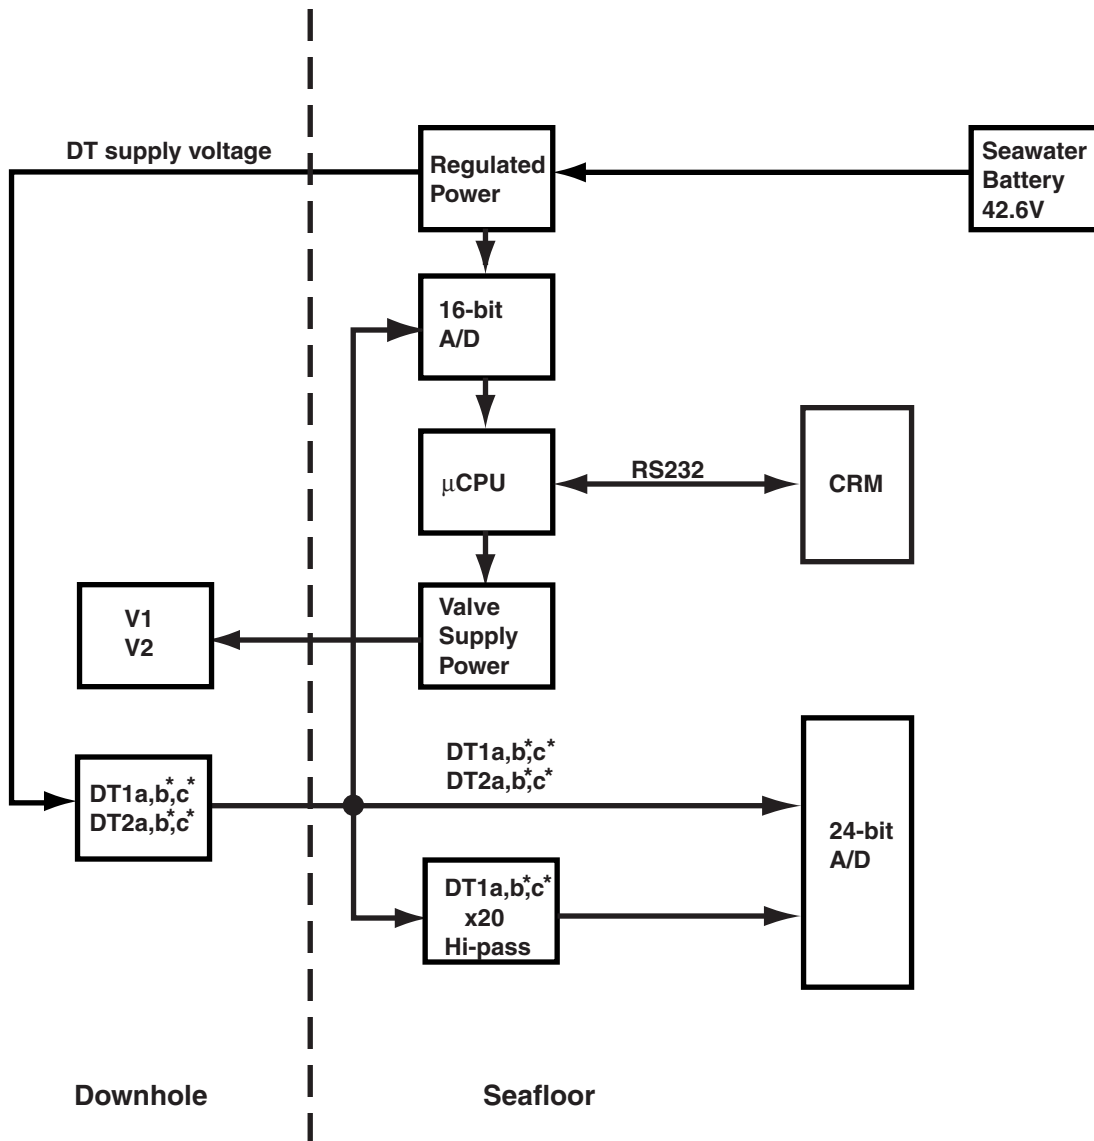 DT supply voltage
Regulated
Power
Seawater
Battery
42.6V
16-bit
A/D
μCPU
RS232
CRM
V1
V2
Valve
Supply
Power
DT1a,b*,c*
DT2a,b*,c*
DT1a,b*,c*
DT2a,b*,c*
24-bit
A/D
DT1a,b*,c*
x20
Hi-pass
Downhole
Seafloor